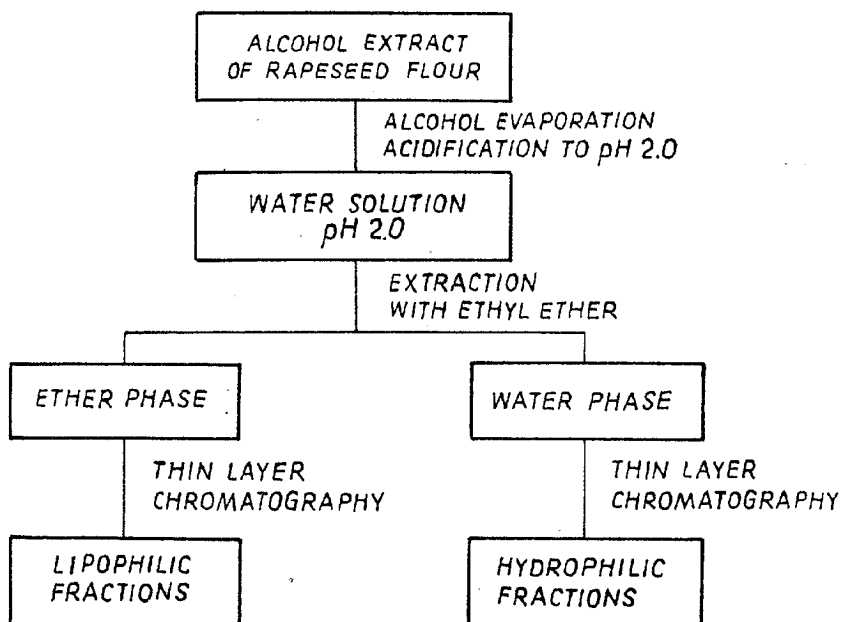 ALCOHOL EXTRACT
OF RAPESEED FLOUR
ALCOHOL EVAPORATION
ACIDIFICATION TO pH 2.0
WATER SOLUTION
pH 2.0
EXTRACTION
WITH ETHYL ETHER
ETHER PHASE
WATER PHASE
THIN LAYER
CHROMATOGRAPHY
THIN LAYER
CHROMATOGRAPHY
LIPOPHILIC
FRACTIONS
HYDROPHILIC
FRACTIONS